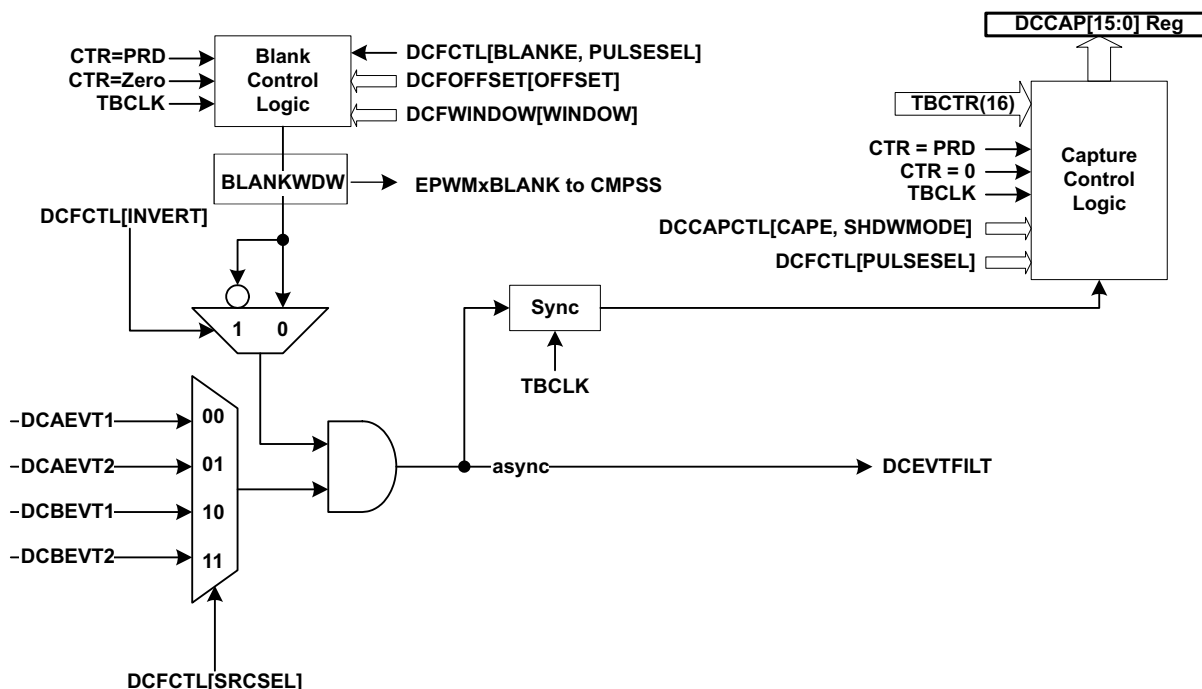 DCCAP[15:0] Reg
CTR=PRD
CTR=Zero
TBCLK
Blank
Control
Logic
DCFCTL[BLANKE, PULSESEL]
DCFOFFSET[OFFSET]
DCFWINDOW[WINDOW]
TBCTR(16)
CTR = PRD
CTR = 0
TBCLK
DCCAPCTL[CAPE, SHDWMODE]
DCFCTL[PULSESEL]
Capture
Control
Logic
BLANKWDW
EPWMxBLANK to CMPSS
DCFCTL[INVERT]
1 0
Sync
TBCLK
DCAEVT1
DCAEVT2
DCBEVT1
DCBEVT2
00
01
10
11
async
DCEVTFILT
DCFCTL[SRCSEL]